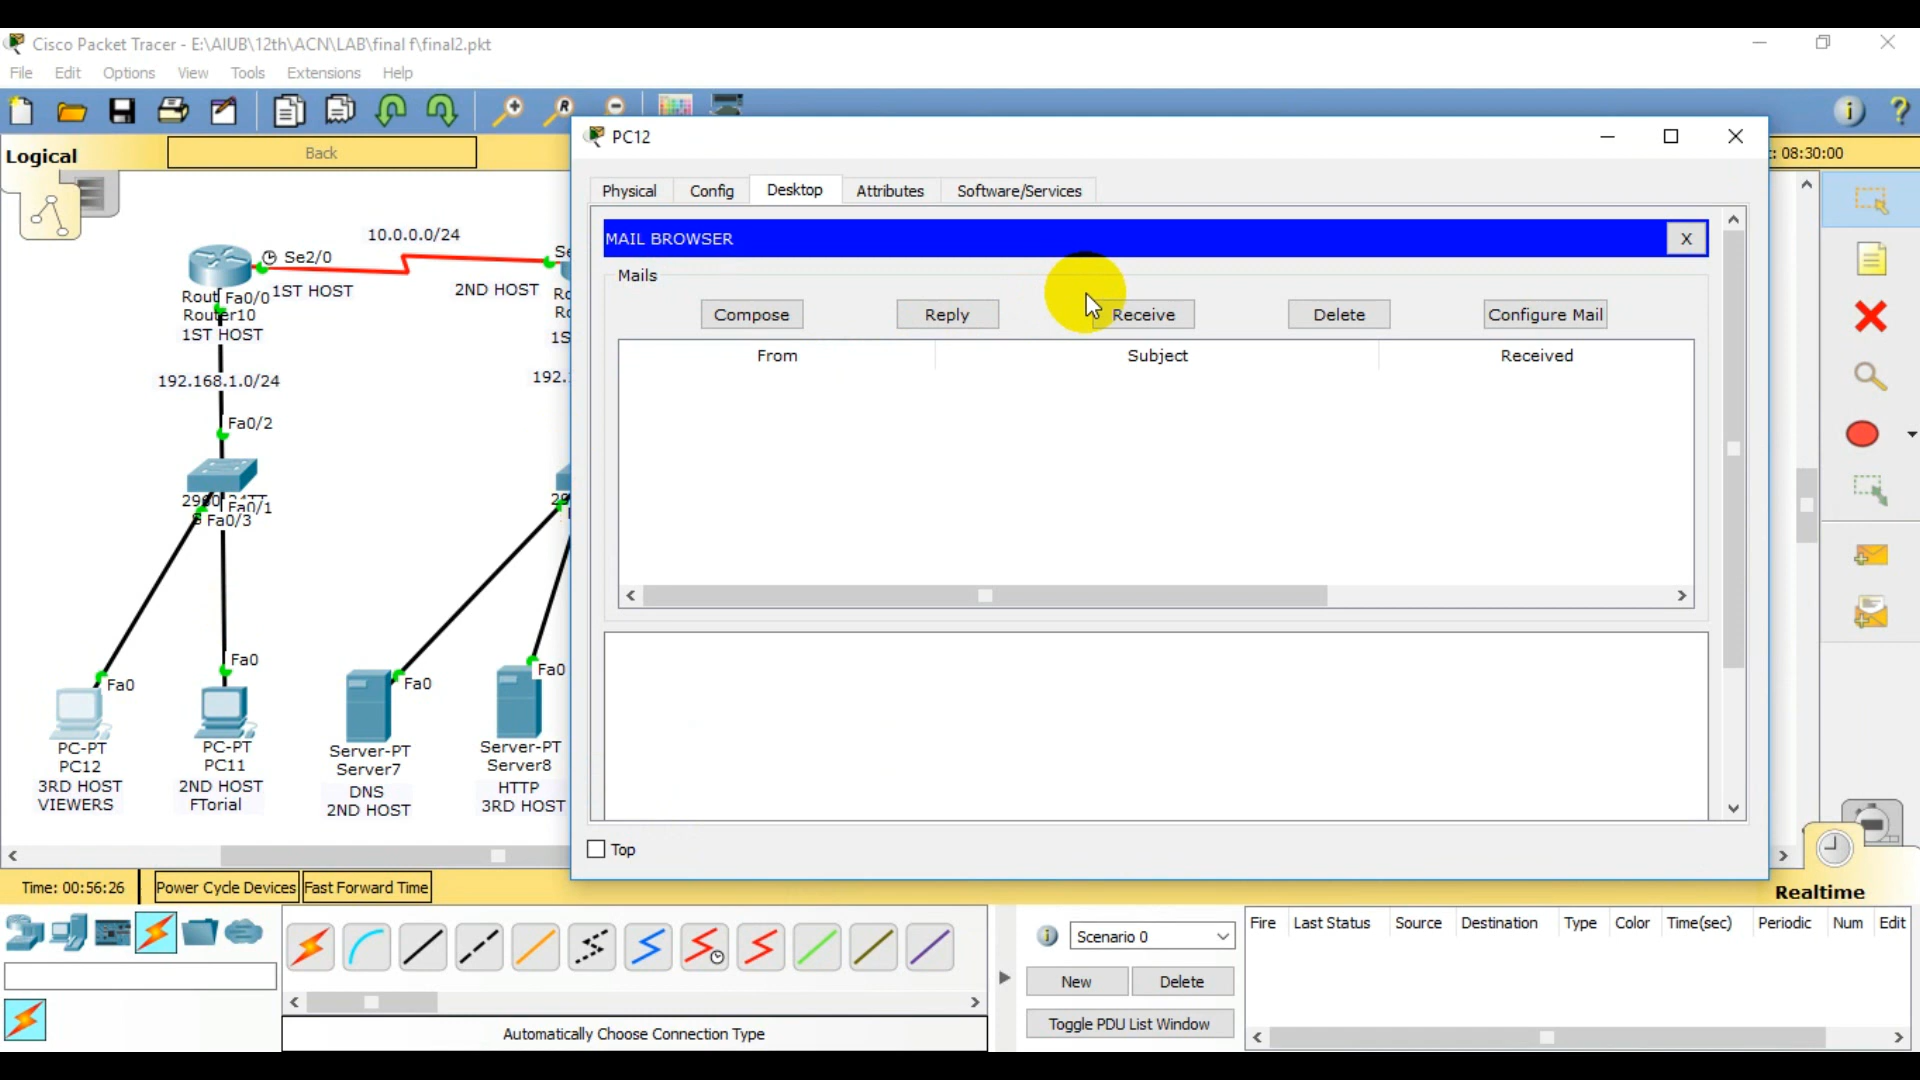 Cisco Packet Tracer - E:\AIUB\12th\ACN\LAB\final f\final2.pkt
File Edit Options View Tools Extensions Help
Logical
Back
: 08:30:00
10.0.0.0/24
Se2/0
1ST HOST
2ND HOST
Fa0/0
Router10
1ST HOST
192.168.1.0/24
192.
Fa0/2
Fa0/1
Fa0/3
Fa0
Fa0
Fa0
Fa0
PC-PT
PC12
3RD HOST
VIEWERS
PC-PT
PC11
2ND HOST
FTorial
Server-PT
Server7
DNS
2ND HOST
Server-PT
Server8
HTTP
3RD HOST
PC12
Physical Config Desktop Attributes Software/Services
MAIL BROWSER
X
Mails
Compose Reply Receive Delete Configure Mail
From Subject Received
Top
Time: 00:56:26 Power Cycle Devices Fast Forward Time
Realtime
Automatically Choose Connection Type
Scenario 0
New Delete
Toggle PDU List Window
Fire Last Status Source Destination Type Color Time(sec) Periodic Num Edit